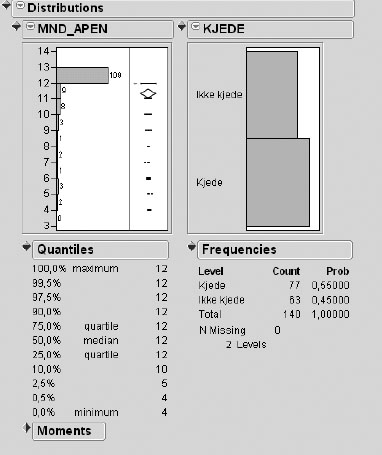 Distributions
MND_APEN
14
13
12
11
10
9
8
7
6
5
4
3
109
9
8
3
1
2
1
3
2
0
Quantiles
100,0% maximum 12
99,5% 12
97,5% 12
90,0% 12
75,0% quartile 12
50,0% median 12
25,0% quartile 12
10,0% 10
2,5% 5
0,5% 4
0,0% minimum 4
Moments
KJEDE
Ikke kjede
Kjede
Frequencies
Level Count Prob
Kjede 77 0,55000
Ikke kjede 63 0,45000
Total 140 1,00000
N Missing 0
2 Levels